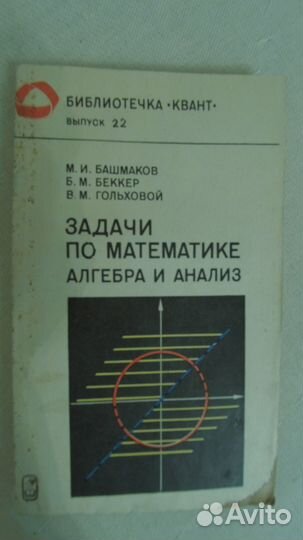 БИБЛИОТЕЧКА •КВАНТ•
ВЫПУСК 22
М. И. БАШМАКОВ
Б. М. БЕККЕР
В. М. ГОЛЬХОВОЙ
ЗАДАЧИ
ПО МАТЕМАТИКЕ
АЛГЕБРА И АНАЛИЗ
Avito